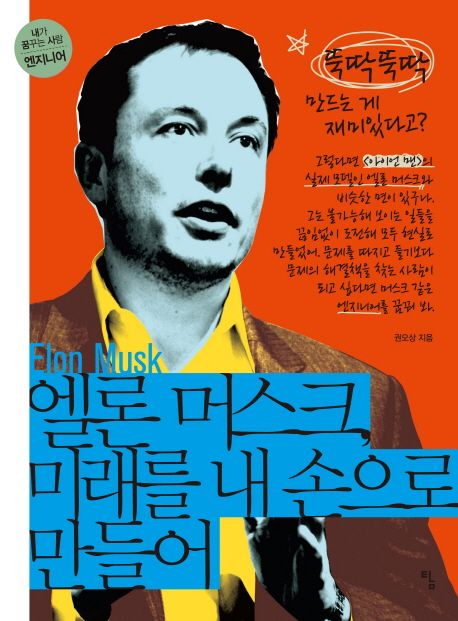 내가
꿈꾸는 사람
엔지니어
뚝딱뚝딱
만드는 게
재미있다고?
그렇다면 <아이언 맨>의
실제 모델인 엘론 머스크와
비슷한 면이 있구나.
그는 불가능해 보이는 일들을
끊임없이 도전해 모두 현실로
만들었어. 문제를 따지고 들기보다
문제의 해결책을 찾는 사람이
되고 싶다면 머스크 같은
엔지니어를 꿈꿔 봐.
권오상 지음
Elon Musk
엘론 머스크,
미래를 내 손으로
만들어
탐